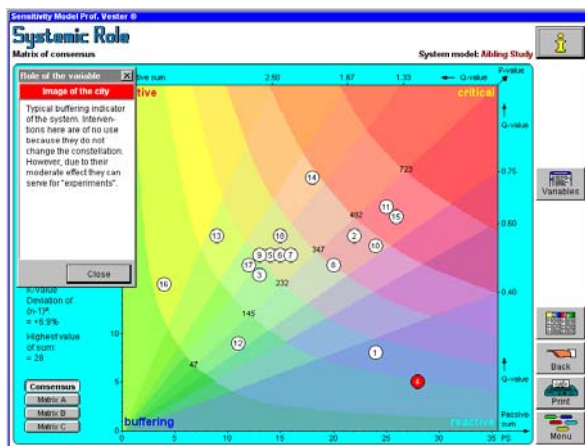 Sensitivity Model Prof. Vester ®
Systemic Role
Matrix of consensus
System model: Aibling Study
Role of the variable
Image of the city
Typical buffering indicator
of the system. Interven-
tions here are of no use
because they do not
change the constellation.
However, due to their
moderate effect they can
serve for "experiments".
Close
tive sum
2.50
1.67
1.33
Q-value
P-value
tive
critical
Q-value
723
0.75
14
11
15
492
0.60
13
18
2
10
347
9
5
6
7
17
8
3
232
16
0.40
K-value
Deviation of
(n-1)²
= +6.9%
Highest value
of sum:
= 28
145
10
12
1
47
4
5
Q-value
Consensus
Matrix A
Matrix B
Matrix C
buffering
reactive
Passive
sum
0
0
5
10
15
20
25
30
35
PS
Variables
Back
Print
Menu